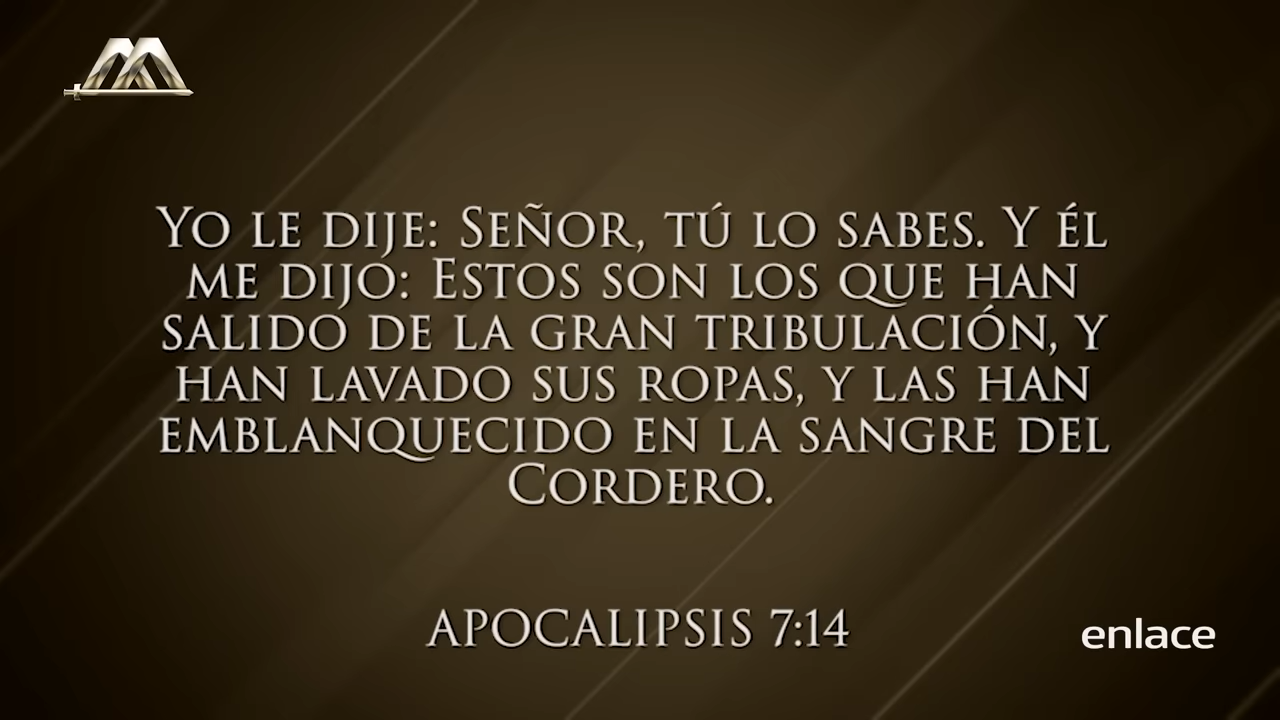 Yo le dije: Señor, tú lo sabes. Y él
me dijo: Estos son los que han
salido de la gran tribulación, y
han lavado sus ropas, y las han
emblanquecido en la sangre del
Cordero.
APOCALIPSIS 7:14
enlace